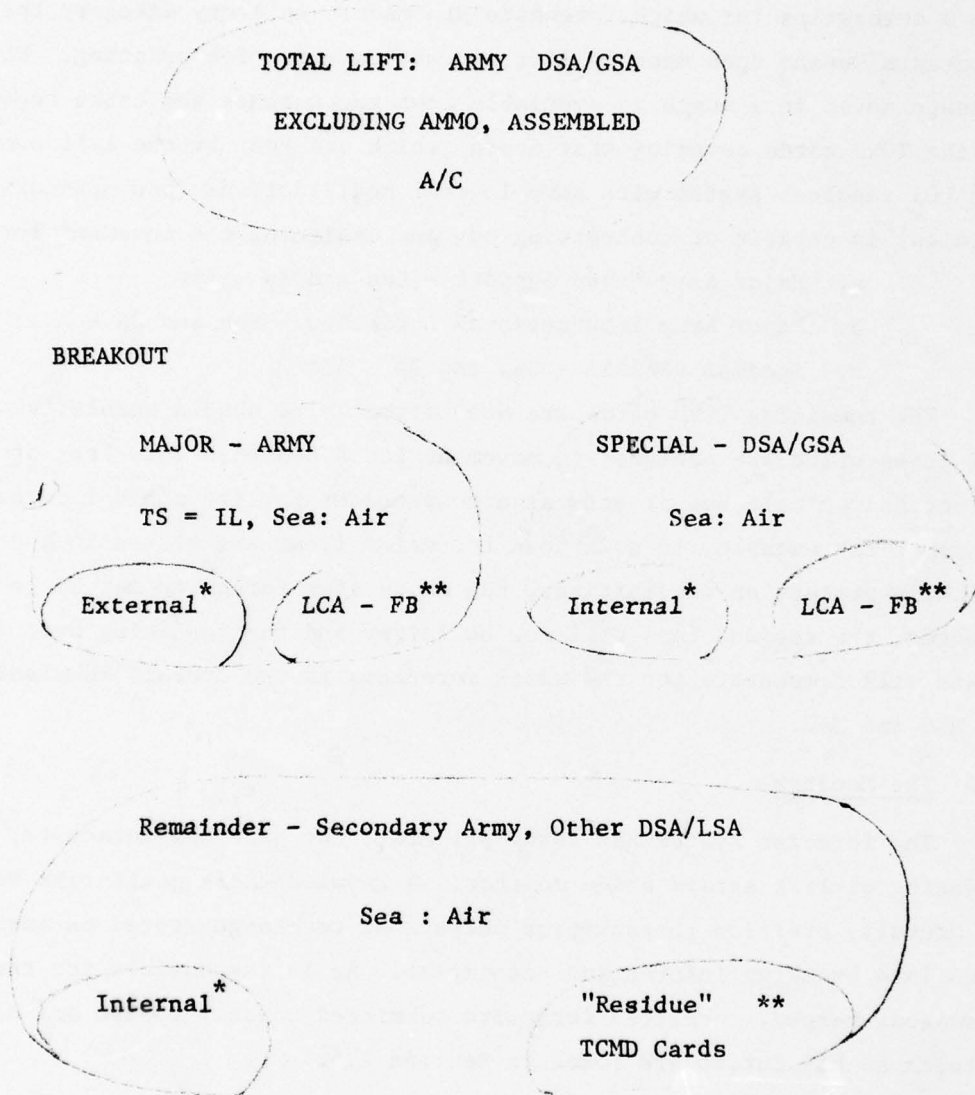 TOTAL LIFT: ARMY DSA/GSA
EXCLUDING AMMO, ASSEMBLED
A/C
BREAKOUT
MAJOR - ARMY
TS = IL, Sea: Air
External* LCA - FB**
SPECIAL - DSA/GSA
Sea: Air
Internal* LCA - FB**
Remainder - Secondary Army, Other DSA/LSA
Sea : Air
Internal*
"Residue" **
TCMD Cards